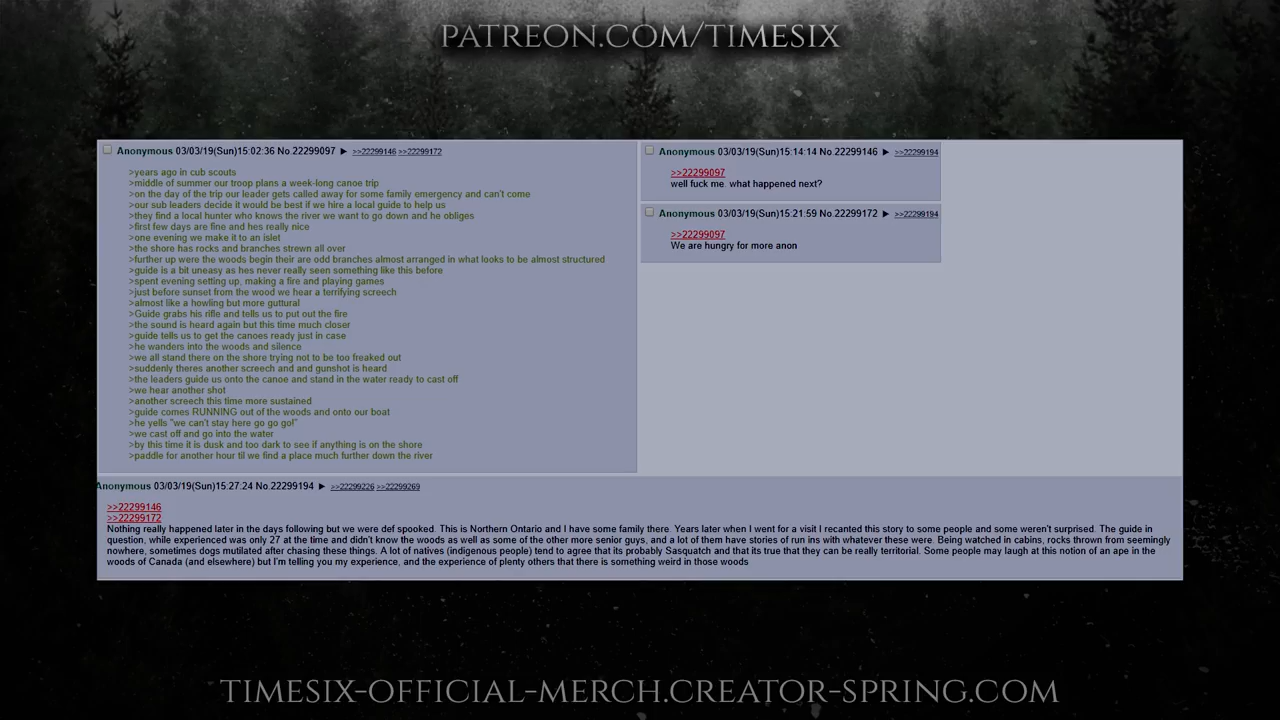 PATREON.COM/TIMESIX
Anonymous 03/03/19(Sun)15:02:36 No.22299097 ▶ >>22299146 >>22299172
>years ago in cub scouts
>middle of summer our troop plans a week-long canoe trip
>on the day of the trip our leader gets called away for some family emergency and can't come
>our sub leaders decide it would be best if we hire a local guide to help us
>they find a local hunter who knows the river we want to go down and he obliges
>first few days are fine and hes really nice
>one evening we make it to an islet
>the shore has rocks and branches strewn all over
>further up were the woods begin their are odd branches almost arranged in what looks to be almost structured
>guide is a bit uneasy as hes never really seen something like this before
>spent evening setting up, making a fire and playing games
>just before sunset from the wood we hear a terrifying screech
>almost like a howling but more guttural
>Guide grabs his rifle and tells us to put out the fire
>the sound is heard again but this time much closer
>guide tells us to get the canoes ready just in case
>he wanders into the woods and silence
>we all stand there on the shore trying not to be too freaked out
>suddenly theres another screech and and gunshot is heard
>the leaders guide us onto the canoe and stand in the water ready to cast off
>we hear another shot
>another screech this time more sustained
>guide comes RUNNING out of the woods and onto our boat
>he yells "we can't stay here go go go!"
>we cast off and go into the water
>by this time it is dusk and too dark to see if anything is on the shore
>paddle for another hour til we find a place much further down the river
Anonymous 03/03/19(Sun)15:14:14 No.22299146 ▶ >>22299194
>>22299097
well fuck me. what happened next?
Anonymous 03/03/19(Sun)15:21:59 No.22299172 ▶ >>22299194
>>22299097
We are hungry for more anon
Anonymous 03/03/19(Sun)15:27:24 No.22299194 ▶ >>22299226 >>22299269
>>22299146
>>22299172
Nothing really happened later in the days following but we were def spooked. This is Northern Ontario and I have some family there. Years later when I went for a visit I recanted this story to some people and some weren't surprised. The guide in
question, while experienced was only 27 at the time and didn't know the woods as well as some of the other more senior guys, and a lot of them have stories of run ins with whatever these were. Being watched in cabins, rocks thrown from seemingly
nowhere, sometimes dogs mutilated after chasing these things. A lot of natives (indigenous people) tend to agree that its probably Sasquatch and that its true that they can be really territorial. Some people may laugh at this notion of an ape in the
woods of Canada (and elsewhere) but I'm telling you my experience, and the experience of plenty others that there is something weird in those woods
TIMESIX-OFFICIAL-MERCH.CREATOR-SPRING.COM